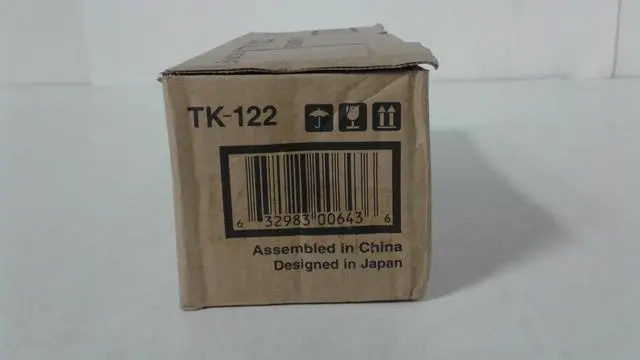 TK-122
6 32983 00643 6
Assembled in China
Designed in Japan